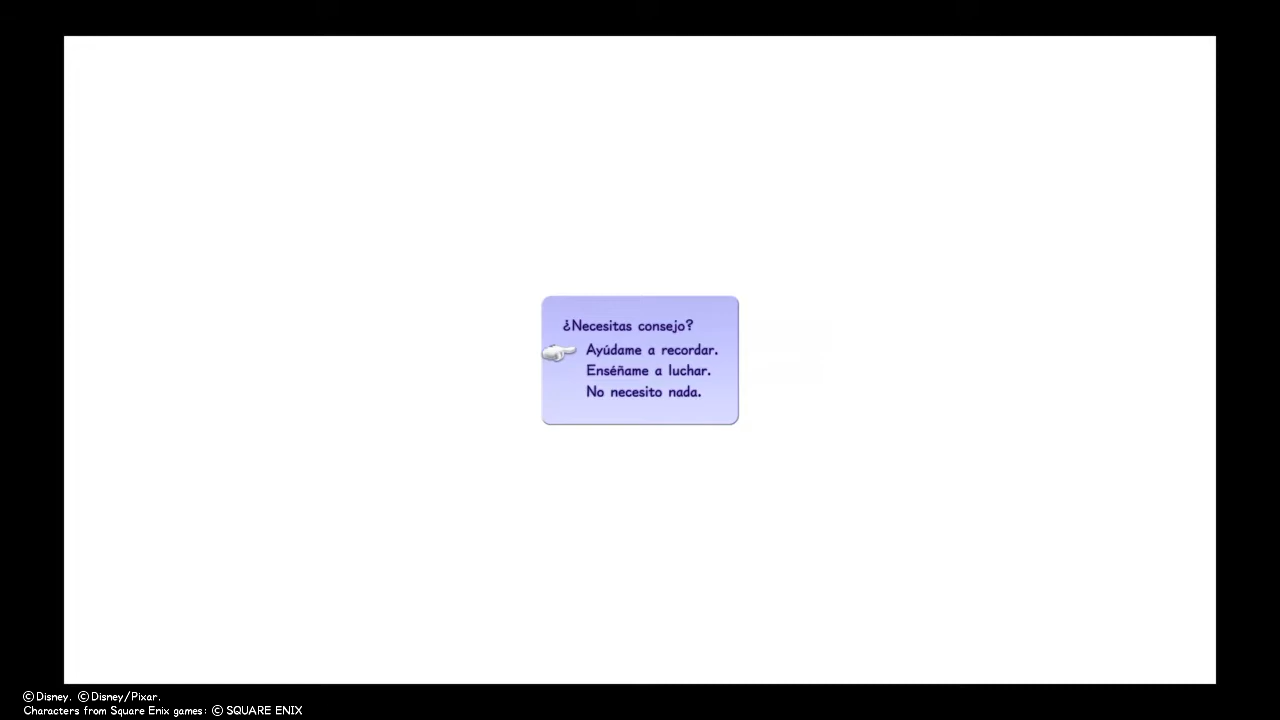 ¿Necesitas consejo?
Ayúdame a recordar.
Enséñame a luchar.
No necesito nada.
©Disney. ©Disney/Pixar.
Characters from Square Enix games: © SQUARE ENIX